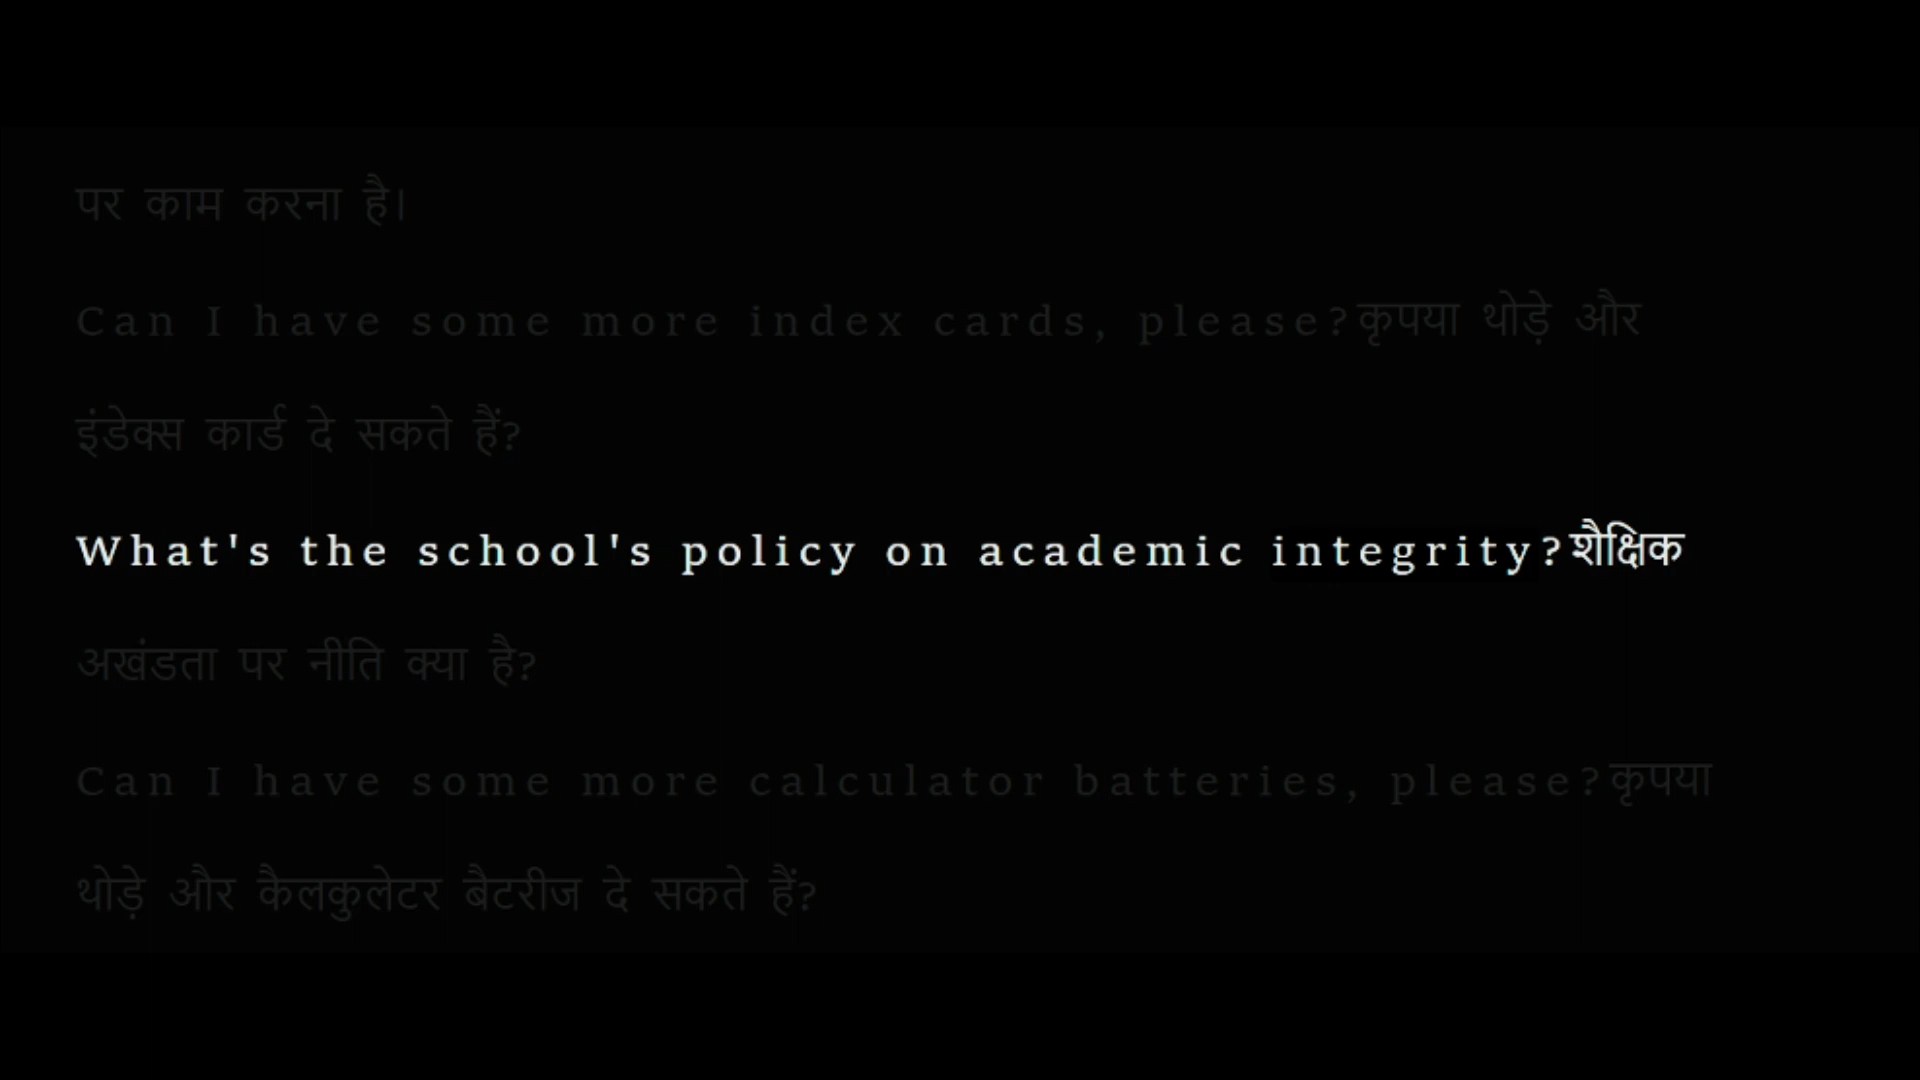 पर काम करना है।
Can I have some more index cards, please?कृपया थोड़े और
इंडेक्स कार्ड दे सकते हैं?
What's the school's policy on academic integrity?शैक्षिक
अखंडता पर नीति क्या है?
Can I have some more calculator batteries, please?कृपया
थोड़े और कैलकुलेटर बैटरीज दे सकते हैं?